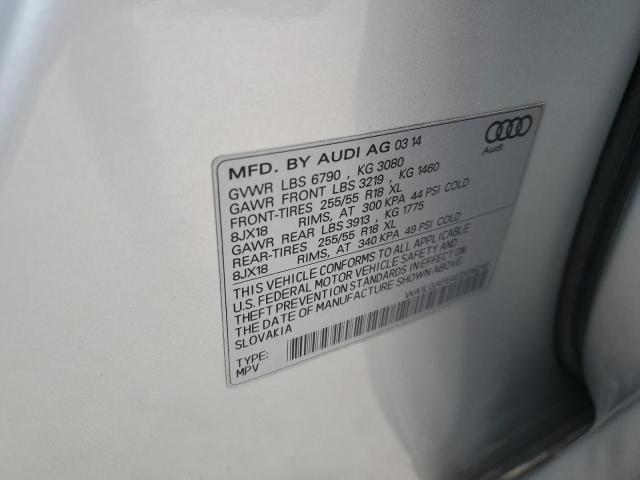 MFD. BY AUDI AG 03 14
GVWR LBS 6790 , KG 3080
GAWR FRONT LBS 3219, KG 1460
FRONT-TIRES 255/55 R18 XL
8JX18 RIMS, AT 300 KPA 44 PSI COLD
GAWR REAR LBS 3913, KG 1775
REAR-TIRES 255/55 R18 XL
8JX18 RIMS, AT 340 KPA 49 PSI COLD
THIS VEHICLE CONFORMS TO ALL APPLICABLE
U.S. FEDERAL MOTOR VEHICLE SAFETY AND
THEFT PREVENTION STANDARDS IN EFFECT ON
THE DATE OF MANUFACTURE SHOWN ABOVE.
SLOVAKIA
TYPE:
MPV
Audi